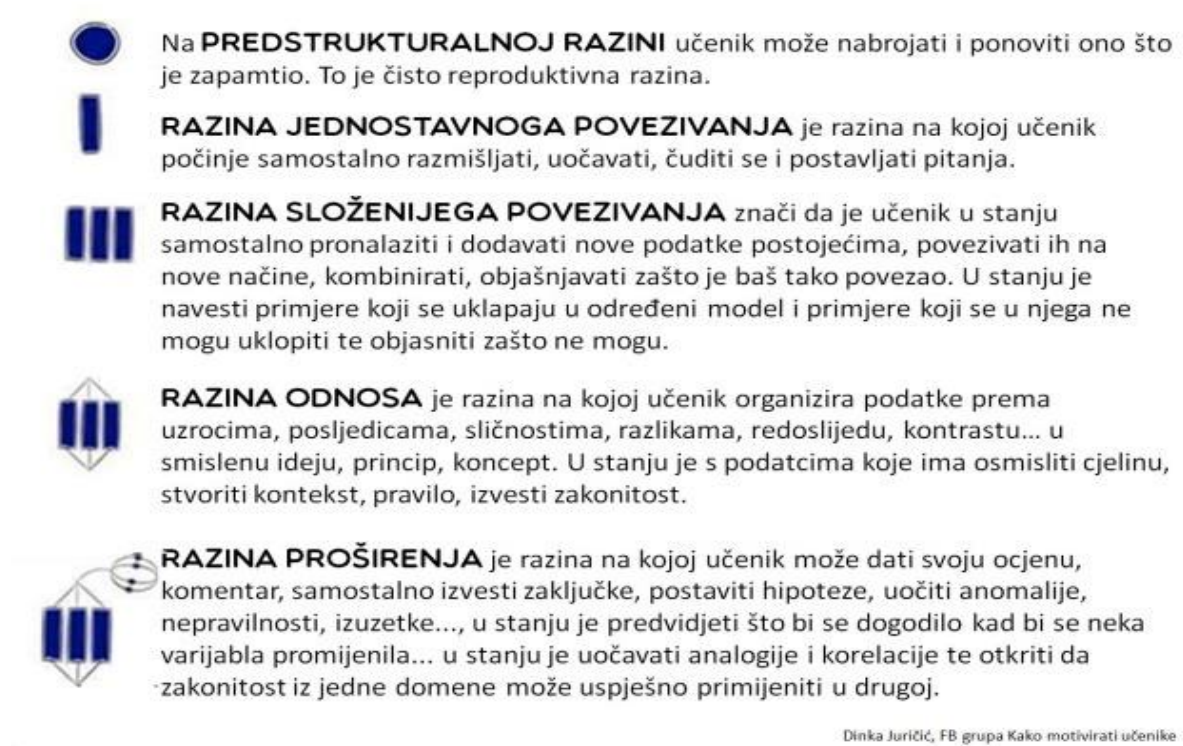 Na PREDSTRUKTURALNOJ RAZINI učenik može nabrojati i ponoviti ono što
je zapamtio. To je čisto reproduktivna razina.
RAZINA JEDNOSTAVNOGA POVEZIVANJA je razina na kojoj učenik
počinje samostalno razmišljati, uočavati, čuditi se i postavljati pitanja.
RAZINA SLOŽENIJEGA POVEZIVANJA znači da je učenik u stanju
samostalno pronalaziti i dodavati nove podatke postojećima, povezivati ih na
nove načine, kombinirati, objašnjavati zašto je baš tako povezao. U stanju je
navesti primjere koji se uklapaju u određeni model i primjere koji se u njega ne
mogu uklopiti te objasniti zašto ne mogu.
RAZINA ODNOSA je razina na kojoj učenik organizira podatke prema
uzrocima, posljedicama, sličnostima, razlikama, redoslijedu, kontrastu... u
smislenu ideju, princip, koncept. U stanju je s podatcima koje ima osmisliti cjelinu,
stvoriti kontekst, pravilo, izvesti zakonitost.
RAZINA PROŠIRENJA je razina na kojoj učenik može dati svoju ocjenu,
komentar, samostalno izvesti zaključke, postaviti hipoteze, uočiti anomalije,
nepravilnosti, izuzetke..., u stanju je predvidjeti što bi se dogodilo kad bi se neka
varijabla promijenila... u stanju je uočavati analogije i korelacije te otkriti da
zakonitost iz jedne domene može uspješno primijeniti u drugoj.
Dinka Juričić, FB grupa Kako motivirati učenike